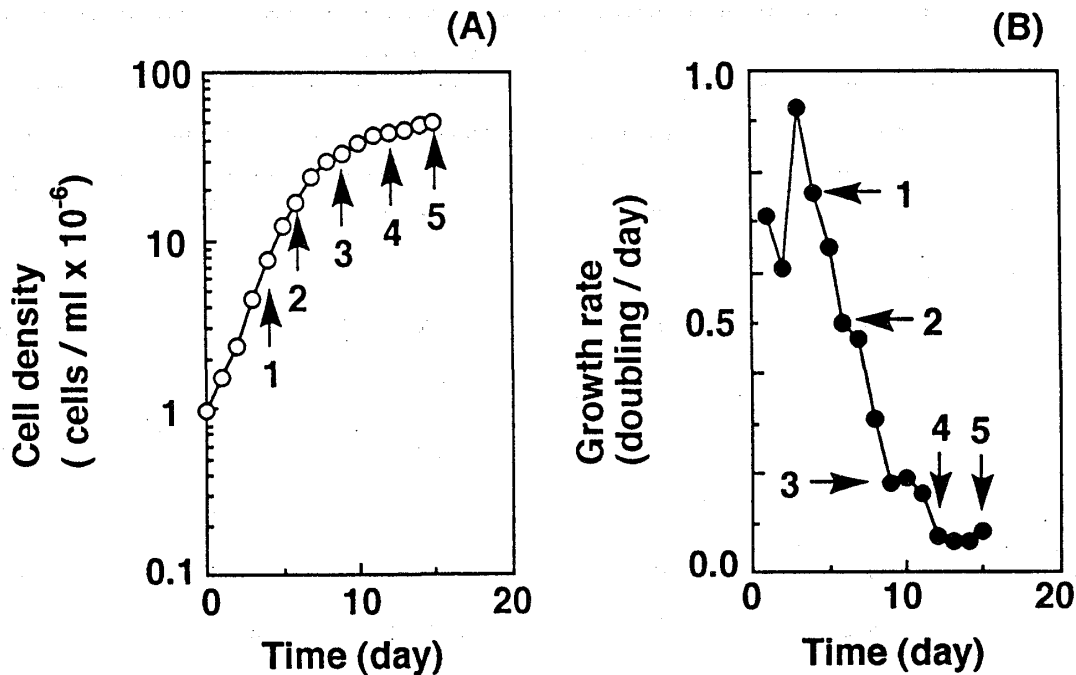 (A)
100
10
1
0.1
Cell density
( cells / ml x 10⁻⁶)
1
2
3
4
5
0
10
20
Time (day)
(B)
1.0
0.5
0.0
Growth rate
(doubling / day)
1
2
3
4
5
0
10
20
Time (day)